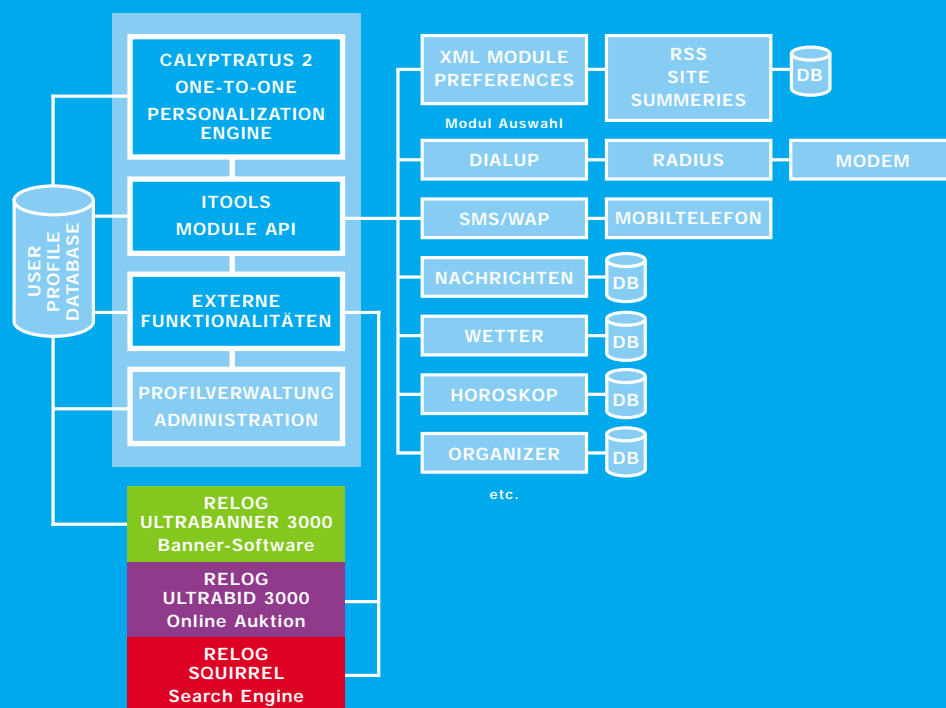 CALYPTRATUS 2
ONE-TO-ONE
PERSONALIZATION
ENGINE
ITOOLS
MODULE API
EXTERNE
FUNKTIONALITÄTEN
PROFILVERWALTUNG
ADMINISTRATION
USER
PROFILE
DATABASE
RELOG
ULTRABANNER 3000
Banner-Software
RELOG
ULTRABID 3000
Online Auktion
RELOG
SQUIRREL
Search Engine
XML MODULE
PREFERENCES
RSS
SITE
SUMMERIES
DB
Modul Auswahl
DIALUP
RADIUS
MODEM
SMS/WAP
MOBILTELEFON
NACHRICHTEN
DB
WETTER
DB
HOROSKOP
DB
ORGANIZER
DB
etc.